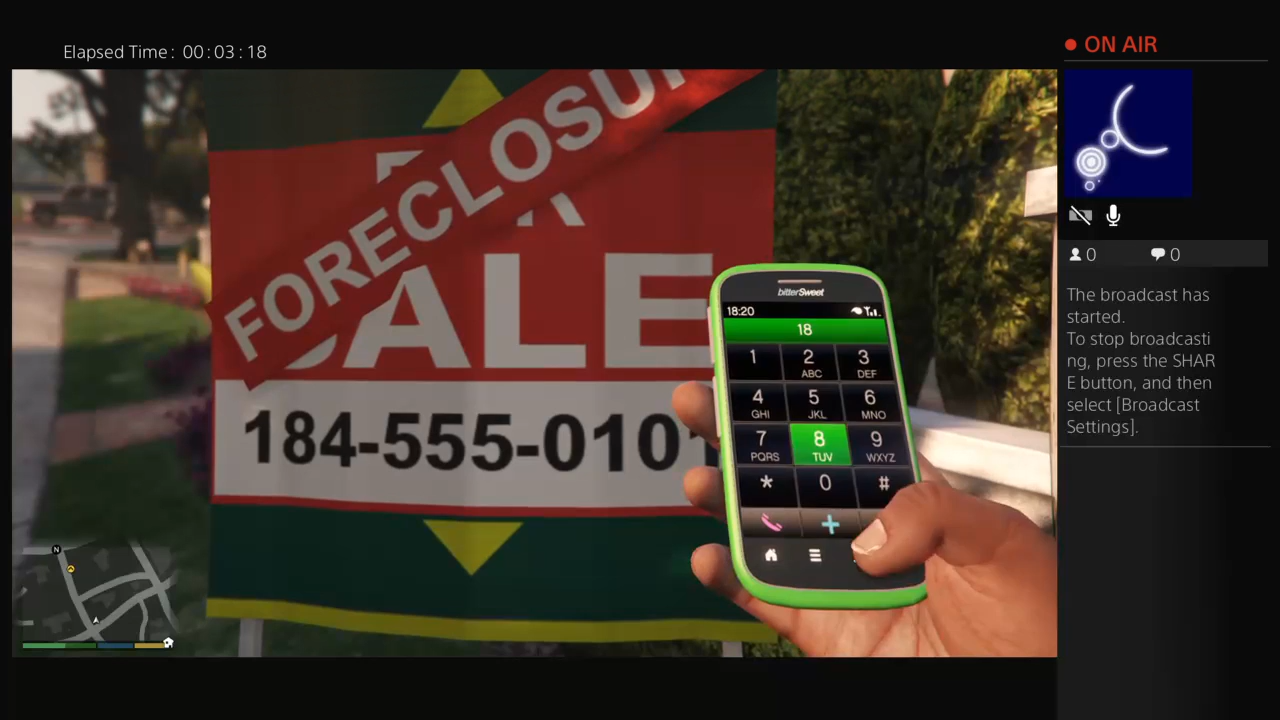 Elapsed Time: 00:03:18
ON AIR
FORECLOSUR
ALE
184-555-010
bitterSweet
18:20
18
1
2
3
ABC
DEF
4
5
6
GHI
JKL
MNO
7
8
9
PQRS
TUV
WXYZ
*
0
#
N
0
0
The broadcast has
started.
To stop broadcasti
ng, press the SHAR
E button, and then
select [Broadcast
Settings].